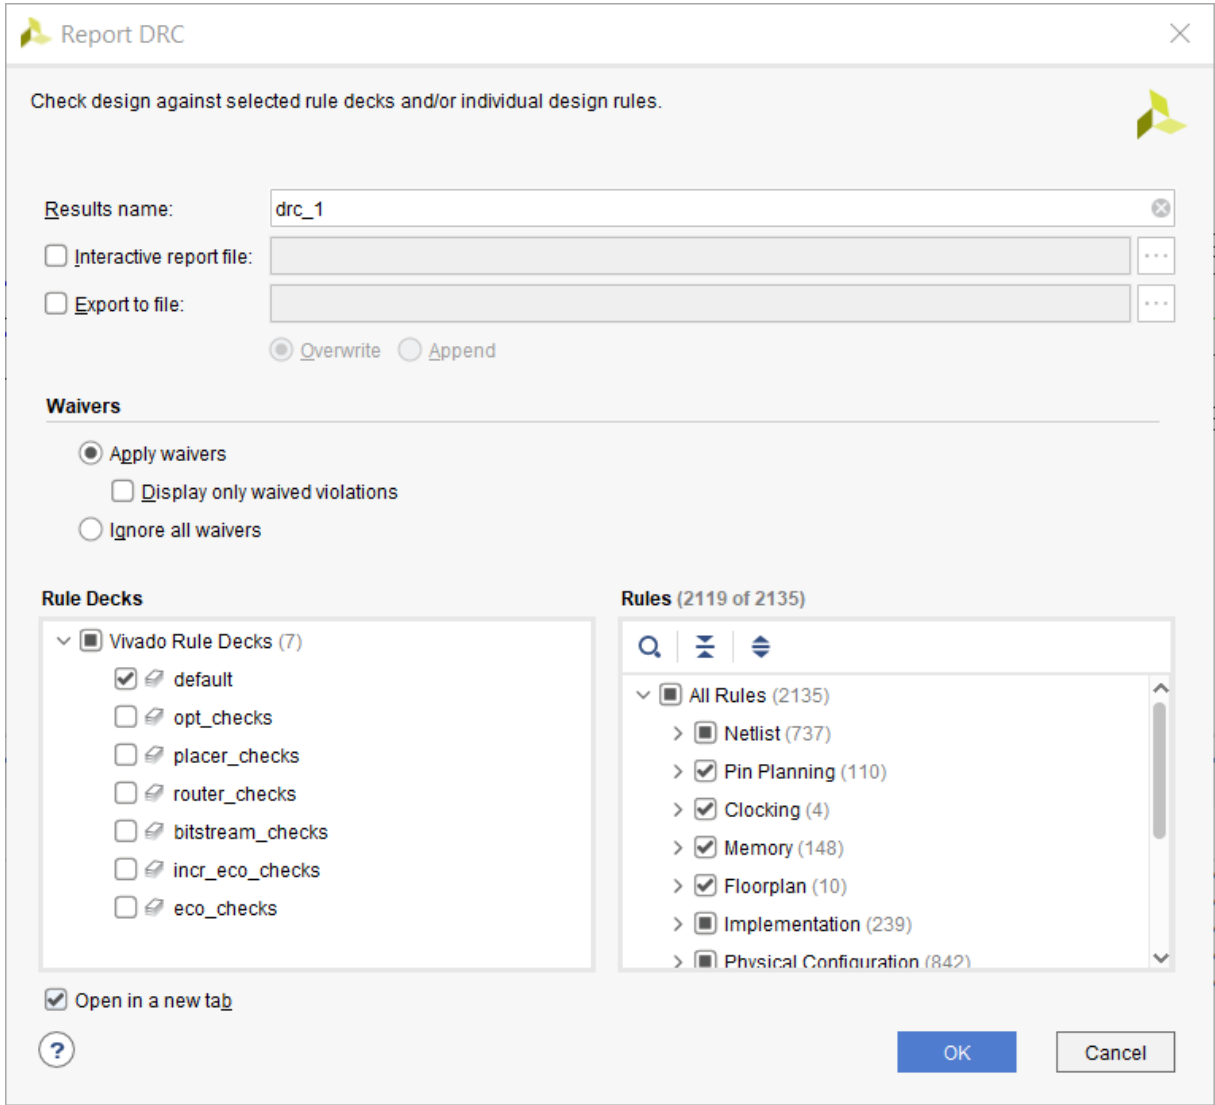 Report DRC
Check design against selected rule decks and/or individual design rules.
Results name: drc_1
Interactive report file:
Export to file:
Overwrite Append
Waivers
Apply waivers
Display only waived violations
Ignore all waivers
Rule Decks
Vivado Rule Decks (7)
default
opt_checks
placer_checks
router_checks
bitstream_checks
incr_eco_checks
eco_checks
Rules (2119 of 2135)
All Rules (2135)
Netlist (737)
Pin Planning (110)
Clocking (4)
Memory (148)
Floorplan (10)
Implementation (239)
Physical Configuration (842)
Open in a new tab
?
OK Cancel